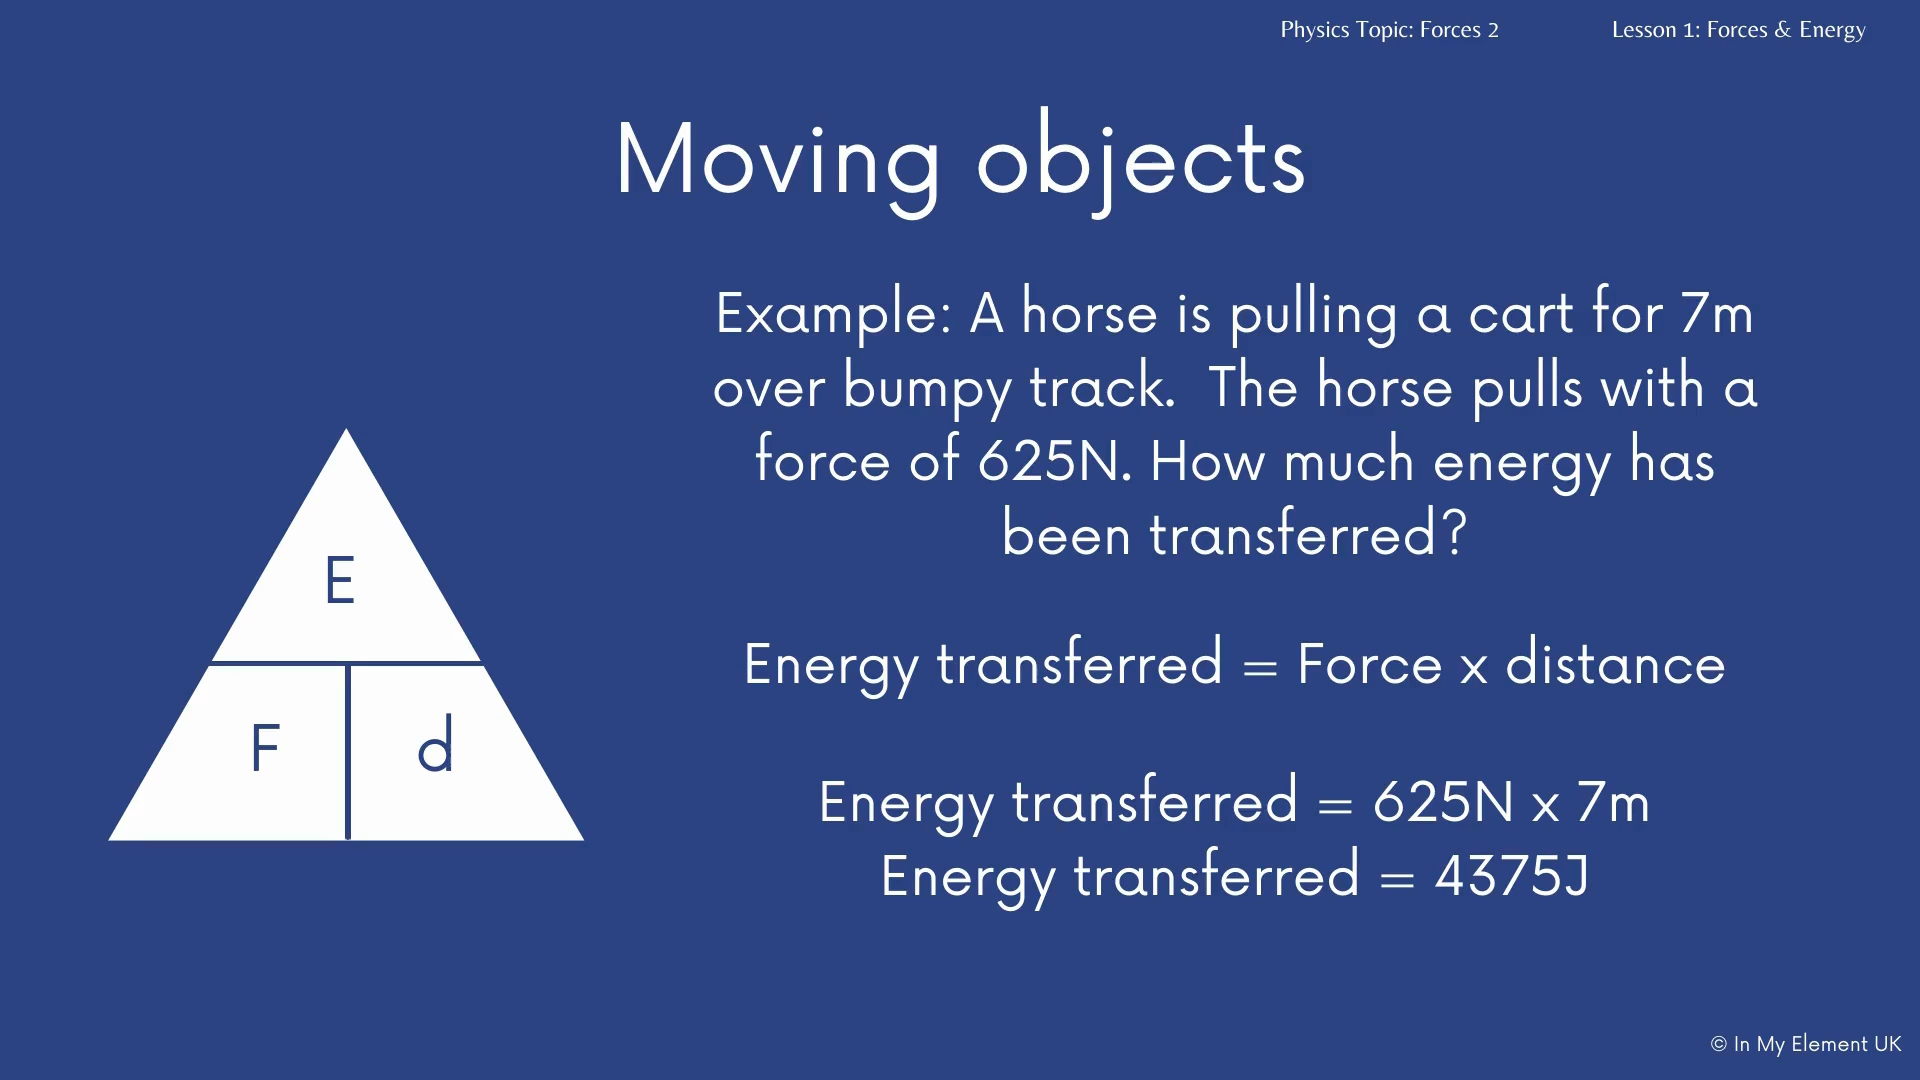 Physics Topic: Forces 2
Lesson 1: Forces & Energy
Moving objects
Example: A horse is pulling a cart for 7m
over bumpy track.  The horse pulls with a
force of 625N. How much energy has
been transferred?
E
F
d
Energy transferred = Force x distance
Energy transferred = 625N x 7m
Energy transferred = 4375J
© In My Element UK